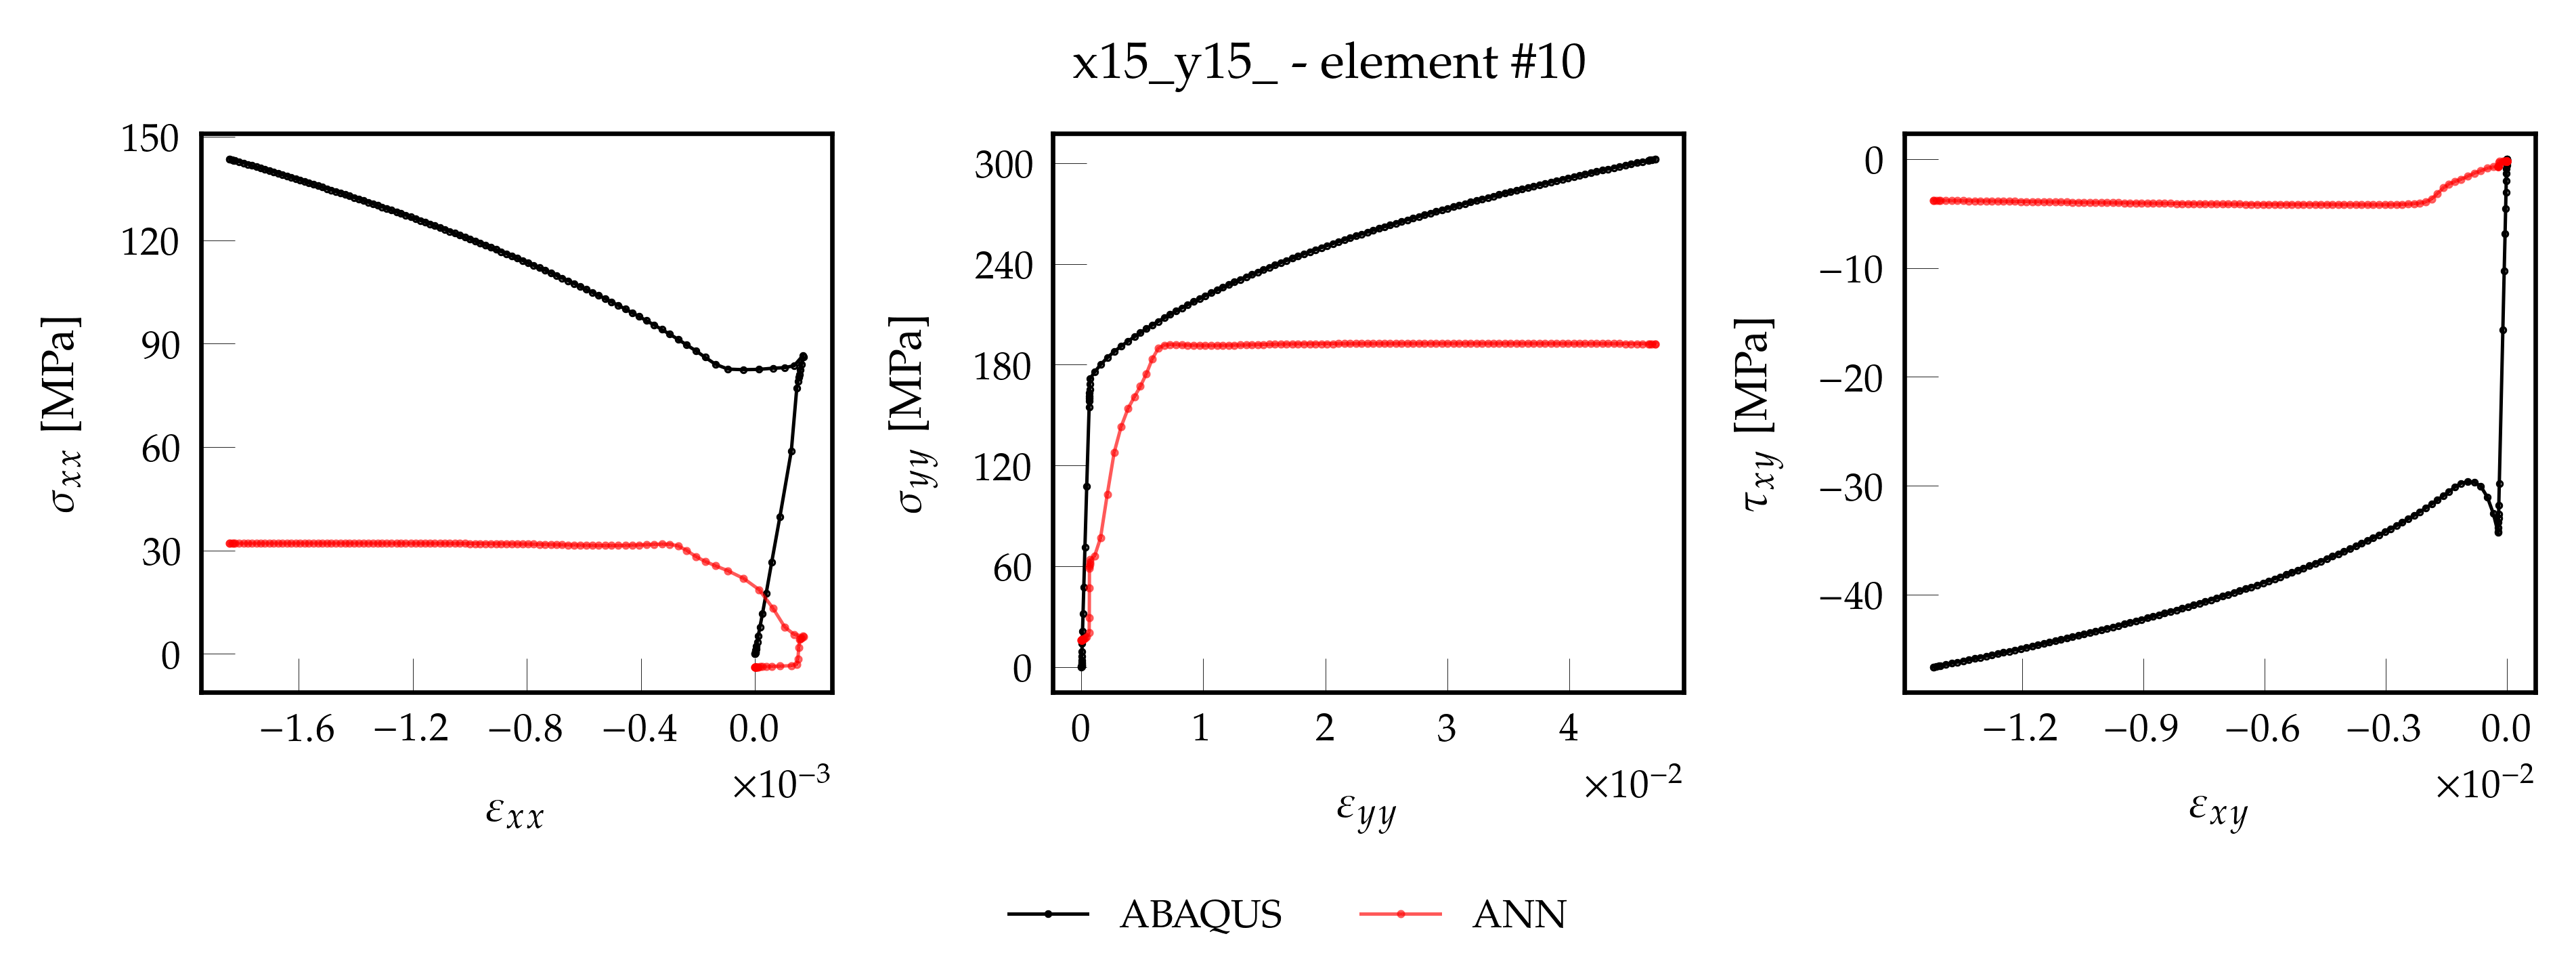 x15_y15_ - element #10
150
120
90
60
30
0
σxx [MPa]
−1.6 −1.2 −0.8 −0.4 0.0
×10−3
εxx
300
240
180
120
60
0
σyy [MPa]
0 1 2 3 4
×10−2
εyy
0
−10
−20
−30
−40
τxy [MPa]
−1.2 −0.9 −0.6 −0.3 0.0
×10−2
εxy
ABAQUS ANN